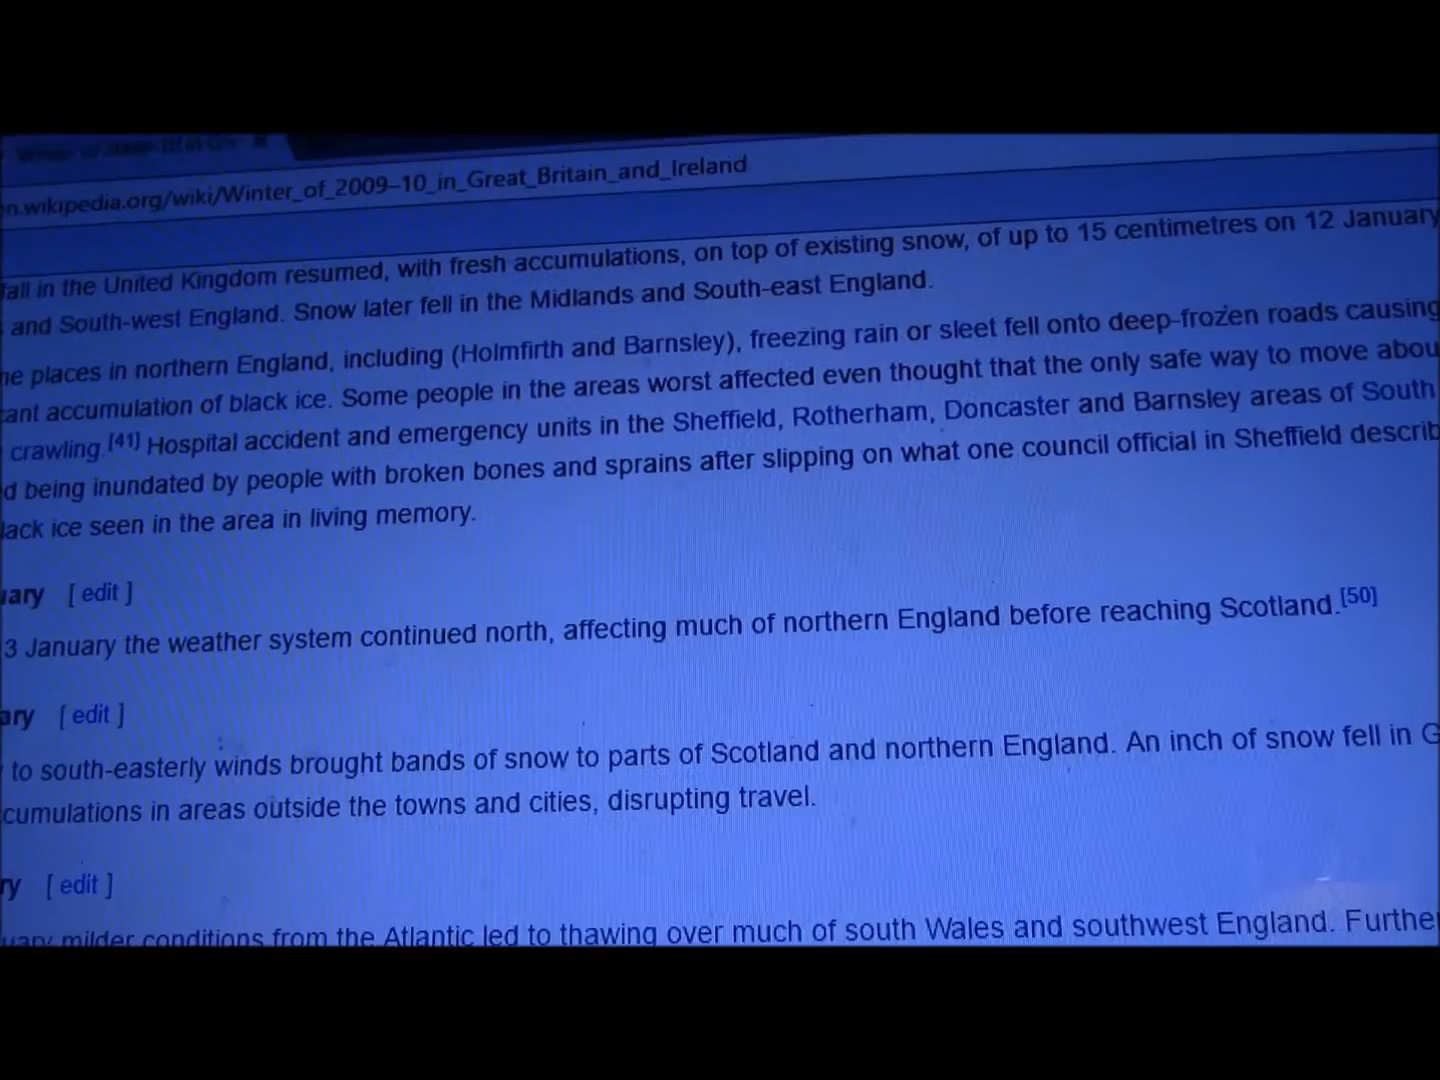 n.wikipedia.org/wiki/Winter_of_2009–10_in_Great_Britain_and_Ireland
fall in the United Kingdom resumed, with fresh accumulations, on top of existing snow, of up to 15 centimetres on 12 January
and South-west England. Snow later fell in the Midlands and South-east England.
ne places in northern England, including (Holmfirth and Barnsley), freezing rain or sleet fell onto deep-frozen roads causing
cant accumulation of black ice. Some people in the areas worst affected even thought that the only safe way to move abou
crawling.[41] Hospital accident and emergency units in the Sheffield, Rotherham, Doncaster and Barnsley areas of South
d being inundated by people with broken bones and sprains after slipping on what one council official in Sheffield describ
lack ice seen in the area in living memory.
uary [ edit ]
3 January the weather system continued north, affecting much of northern England before reaching Scotland.[50]
ary [ edit ]
to south-easterly winds brought bands of snow to parts of Scotland and northern England. An inch of snow fell in G
cumulations in areas outside the towns and cities, disrupting travel.
ry [ edit ]
uary milder conditions from the Atlantic led to thawing over much of south Wales and southwest England. Further